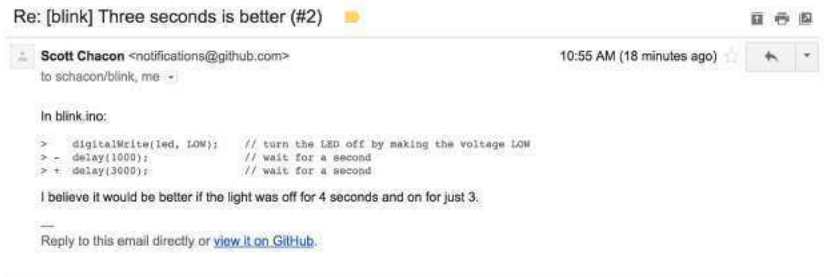 Re: [blink] Three seconds is better (#2)
Scott Chacon <notifications@github.com>
10:55 AM (18 minutes ago)
to schacon/blink, me
In blink.ino:
>    digitalWrite(led, LOW);    // turn the LED off by making the voltage LOW
> -  delay(1000);               // wait for a second
> +  delay(3000);               // wait for a second
I believe it would be better if the light was off for 4 seconds and on for just 3.
—
Reply to this email directly or view it on GitHub.